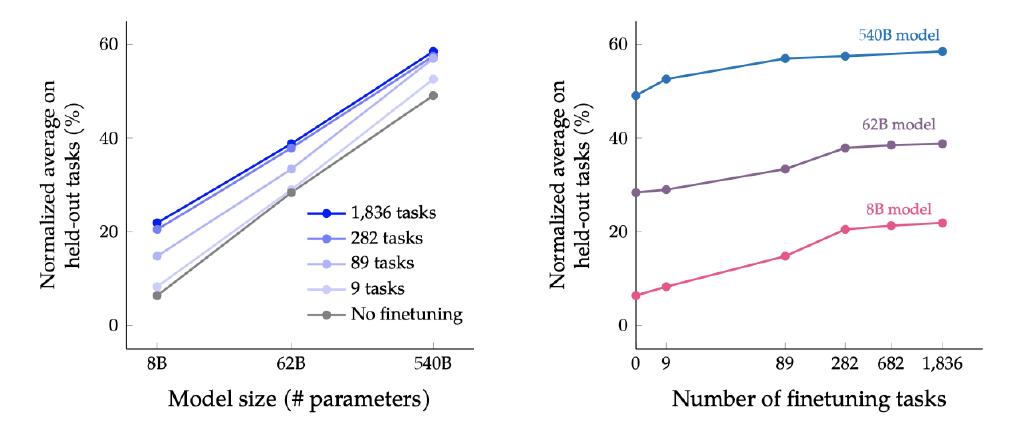 Normalized average on
held-out tasks (%)
60
40
20
0
1,836 tasks
282 tasks
89 tasks
9 tasks
No finetuning
8B
62B
540B
Model size (# parameters)
Normalized average on
held-out tasks (%)
60
40
20
0
540B model
62B model
8B model
0
9
89
282
682
1,836
Number of finetuning tasks